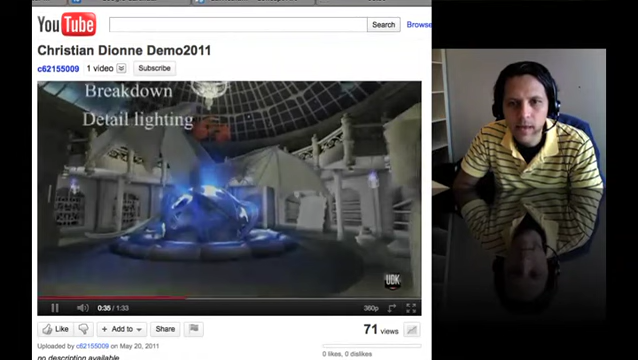 YouTube
Search
Browse
Christian Dionne Demo2011
c62155009 1 video Subscribe
Breakdown
Detail lighting
UDK
0:35 / 1:33
360p
Like
+ Add to
Share
71 views
Uploaded by c62155009 on May 20, 2011
0 likes, 0 dislikes
no description available